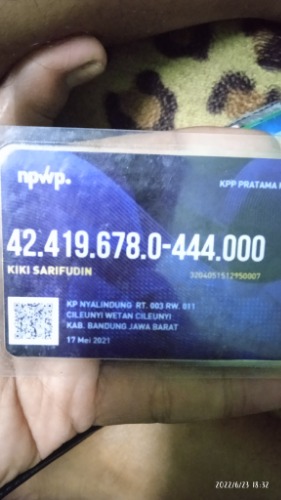 npwp.
KPP PRATAMA
42.419.678.0-444.000
KIKI SARIFUDIN
3204051512950007
KP NYALINDUNG RT. 003 RW. 011
CILEUNYI WETAN CILEUNYI
KAB. BANDUNG JAWA BARAT
17 Mei 2021
2022/6/23 18:32